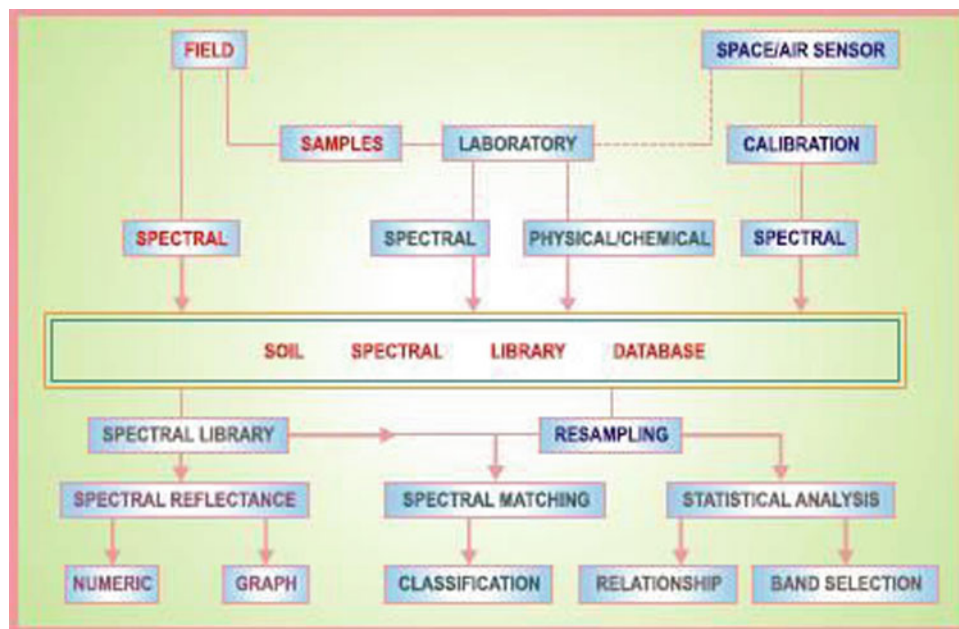 FIELD
SPACE/AIR SENSOR
SAMPLES
LABORATORY
CALIBRATION
SPECTRAL
SPECTRAL
PHYSICAL/CHEMICAL
SPECTRAL
SOIL SPECTRAL LIBRARY DATABASE
SPECTRAL LIBRARY
RESAMPLING
SPECTRAL REFLECTANCE
SPECTRAL MATCHING
STATISTICAL ANALYSIS
NUMERIC
GRAPH
CLASSIFICATION
RELATIONSHIP
BAND SELECTION